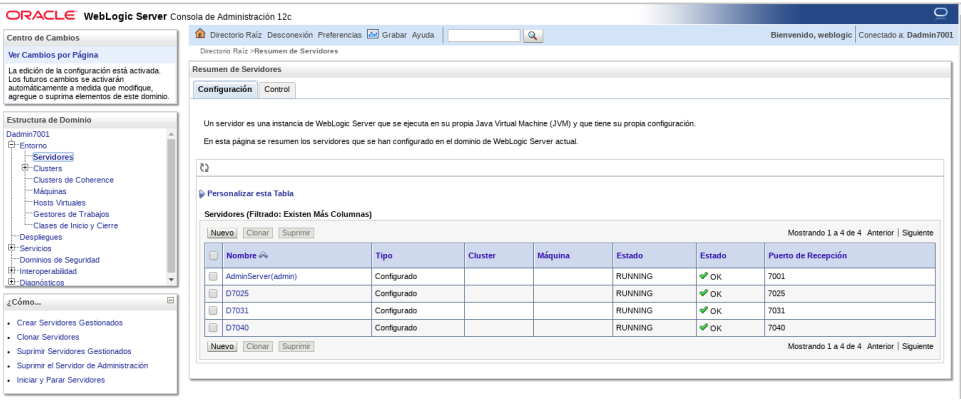 ORACLE WebLogic Server Consola de Administración 12c
Centro de Cambios
Ver Cambios por Página
La edición de la configuración está activada.
Los futuros cambios se activarán
automáticamente a medida que modifique,
agregue o suprima elementos de este dominio.
Estructura de Dominio
Dadmin7001
Entorno
Servidores
Clusters
Clusters de Coherence
Máquinas
Hosts Virtuales
Gestores de Trabajos
Clases de Inicio y Cierre
Despliegues
Servicios
Dominios de Seguridad
Interoperabilidad
Diagnósticos
¿Cómo...
Crear Servidores Gestionados
Clonar Servidores
Suprimir Servidores Gestionados
Suprimir el Servidor de Administración
Iniciar y Parar Servidores
Directorio Raíz Desconexión Preferencias Grabar Ayuda
Bienvenido, weblogic Conectado a: Dadmin7001
Directorio Raíz >Resumen de Servidores
Resumen de Servidores
Configuración Control
Un servidor es una instancia de WebLogic Server que se ejecuta en su propia Java Virtual Machine (JVM) y que tiene su propia configuración.
En esta página se resumen los servidores que se han configurado en el dominio de WebLogic Server actual.
Personalizar esta Tabla
Servidores (Filtrado: Existen Más Columnas)
Nuevo Clonar Suprimir Mostrando 1 a 4 de 4 Anterior | Siguiente
Nombre Tipo Cluster Máquina Estado Estado Puerto de Recepción
AdminServer(admin) Configurado RUNNING OK 7001
D7025 Configurado RUNNING OK 7025
D7031 Configurado RUNNING OK 7031
D7040 Configurado RUNNING OK 7040
Nuevo Clonar Suprimir Mostrando 1 a 4 de 4 Anterior | Siguiente